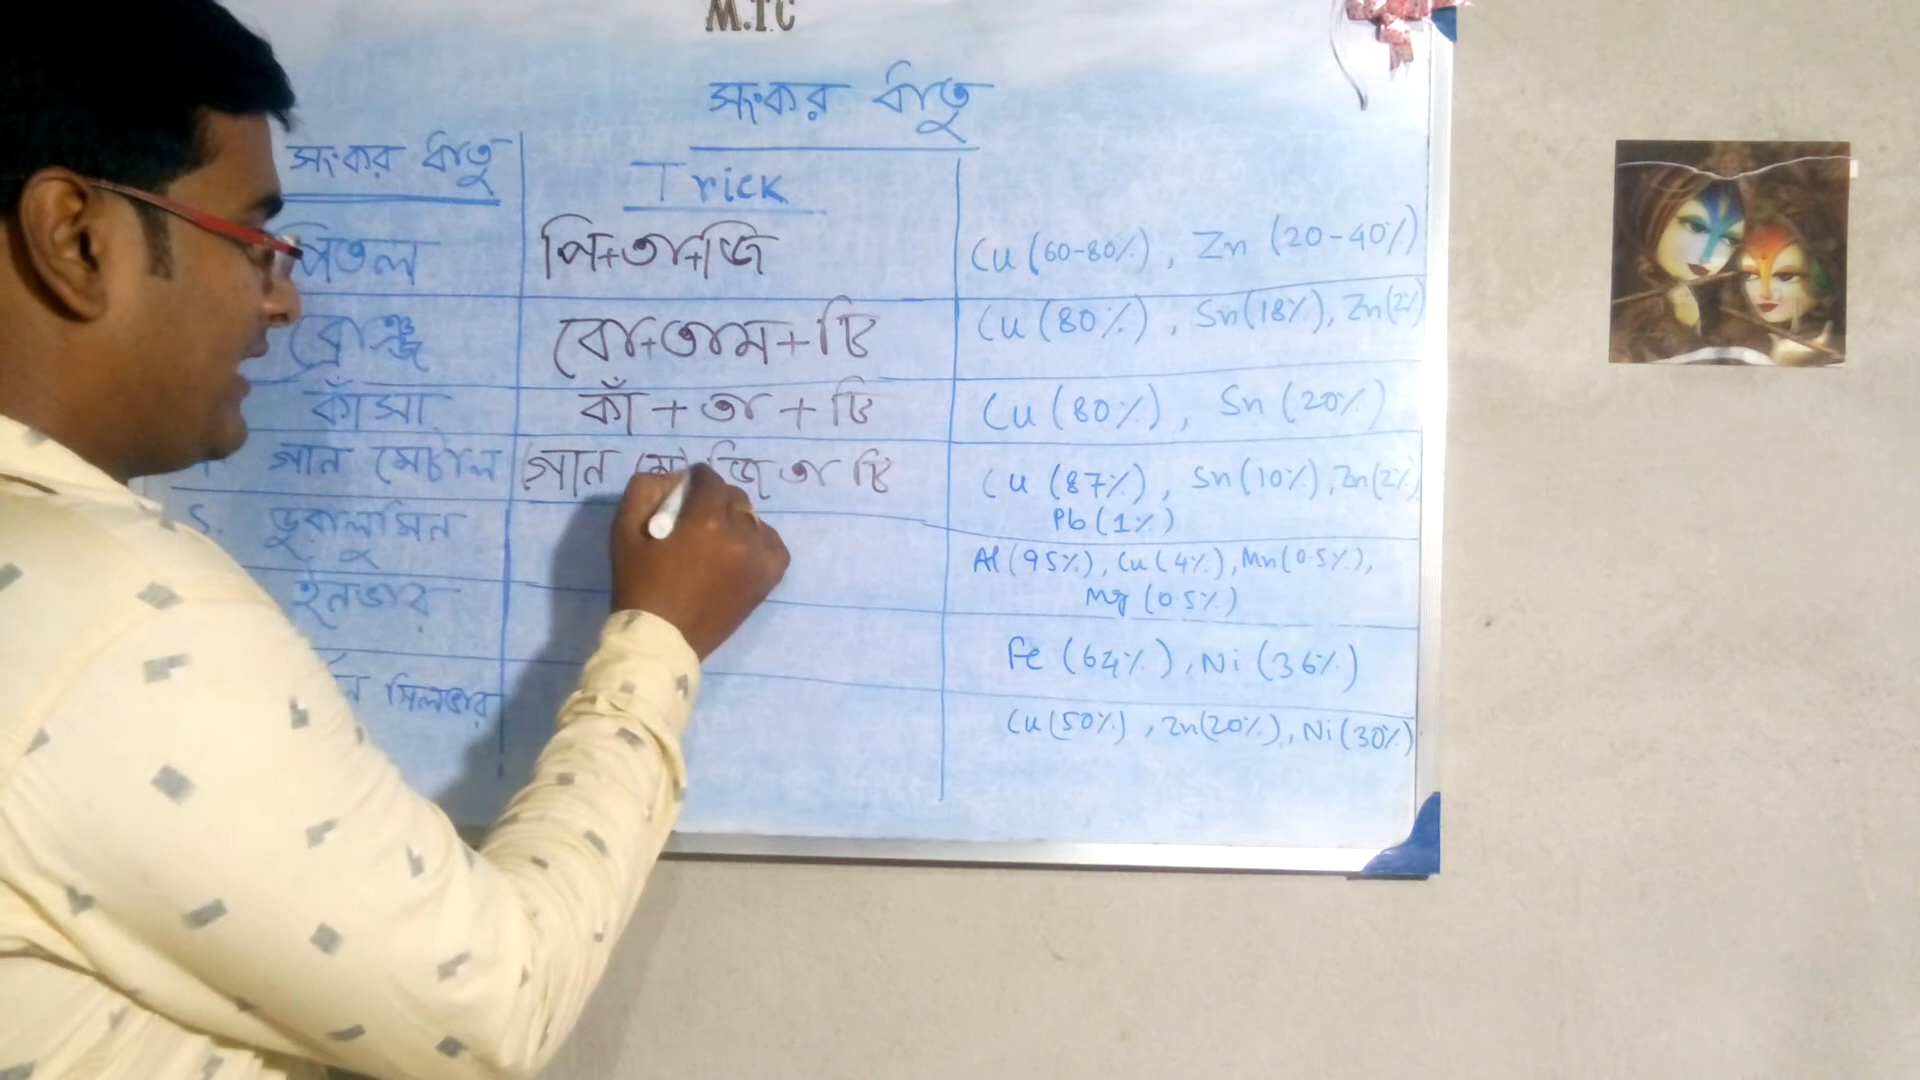 M.T.C
সংকর ধাতু
সংকর ধাতু Trick
পিতল পি+তা+জি Cu (60-80%), Zn (20-40%)
ব্রোঞ্জ বো+তাম+টি Cu (80%), Sn(18%), Zn(2%)
কাঁসা কাঁ + তা + টি Cu (80%), Sn (20%)
গান মেটাল গান জি তা টি Cu (87%), Sn(10%), Zn(2%)
Pb (1%)
5. ডুরালুমিন Al (95%), Cu (4%), Mn (0.5%),
Mg (0.5%)
ইনভার Fe (64%), Ni (36%)
সিলভার Cu (50%), Zn(20%), Ni (30%)